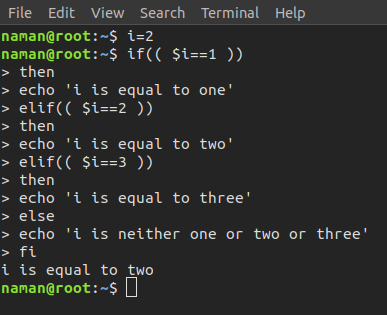 File Edit View Search Terminal Help
naman@root:~$ i=2
naman@root:~$ if(( $i==1 ))
> then
> echo 'i is equal to one'
> elif(( $i==2 ))
> then
> echo 'i is equal to two'
> elif(( $i==3 ))
> then
> echo 'i is equal to three'
> else
> echo 'i is neither one or two or three'
> fi
i is equal to two
naman@root:~$